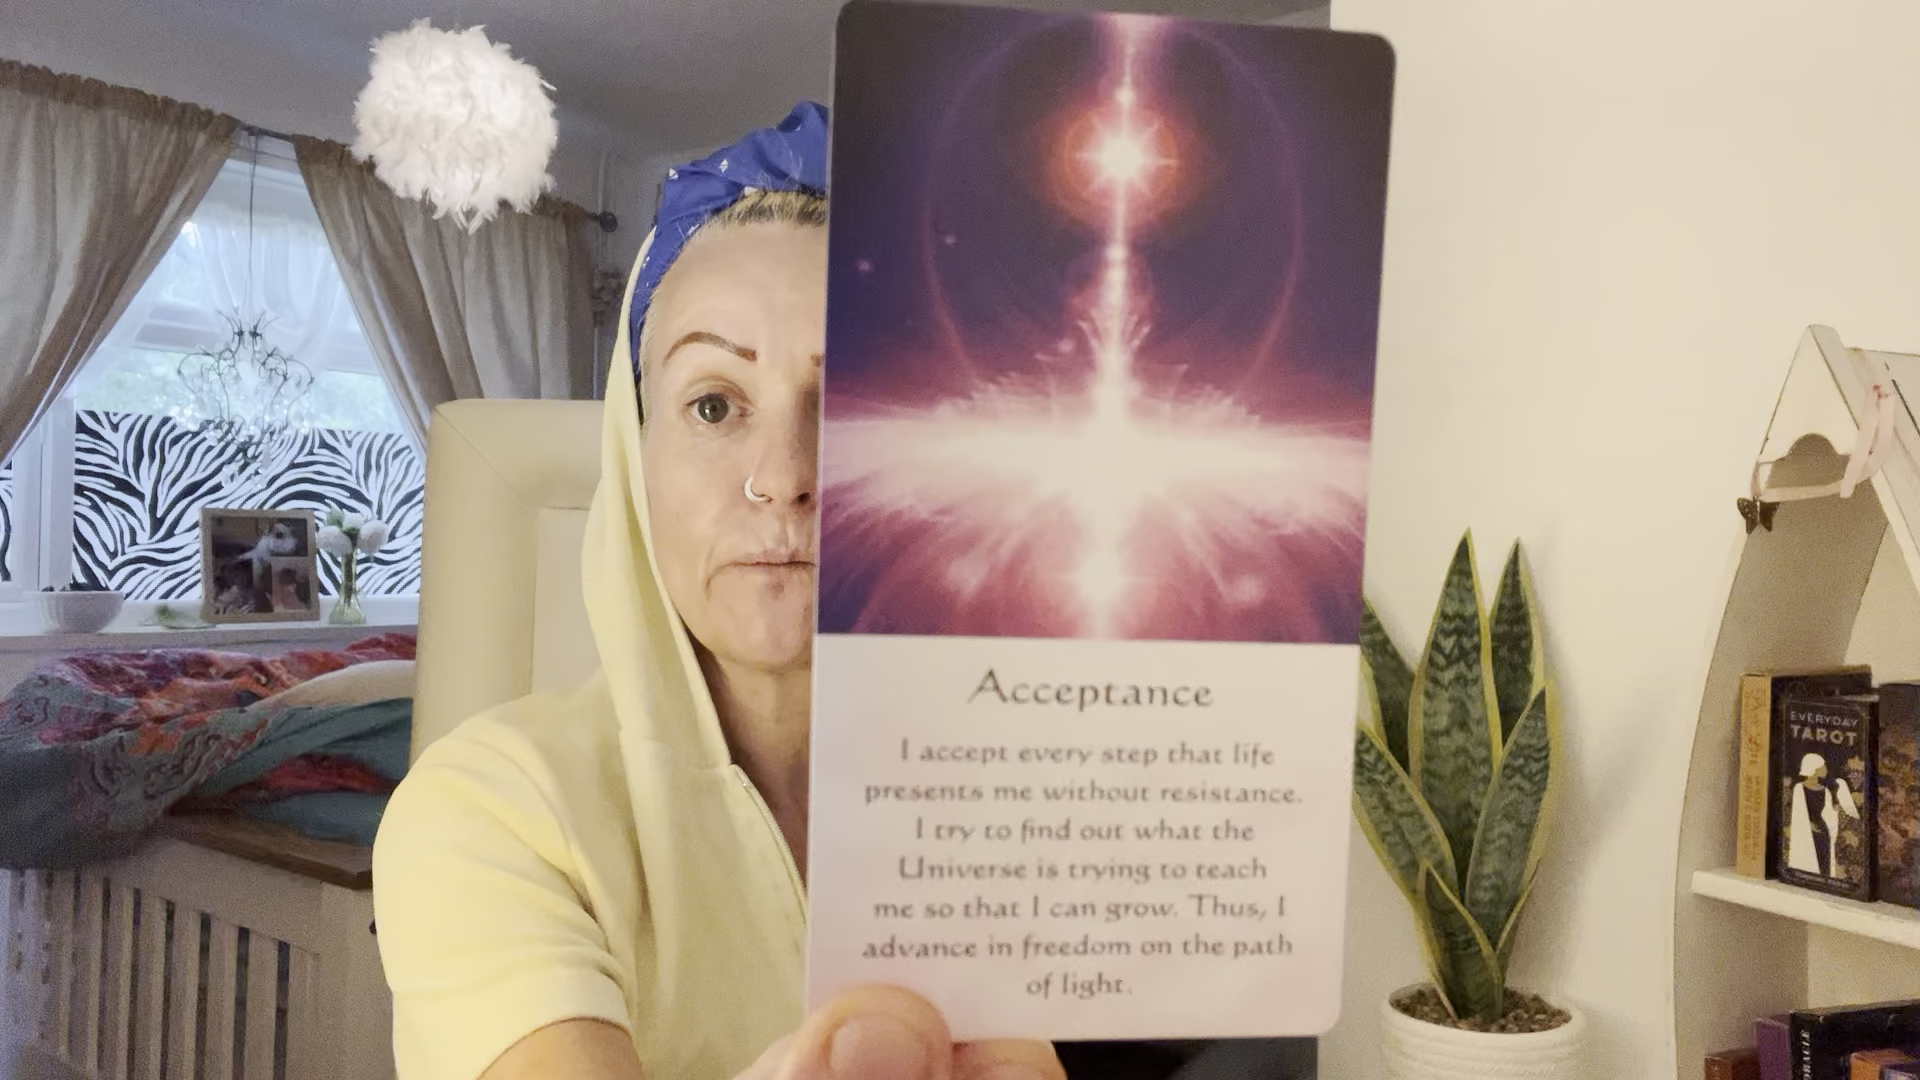 Acceptance
I accept every step that life
presents me without resistance.
I try to find out what the
Universe is trying to teach
me so that I can grow. Thus, I
advance in freedom on the path
of light.
EVERYDAY
TAROT
ORACLE